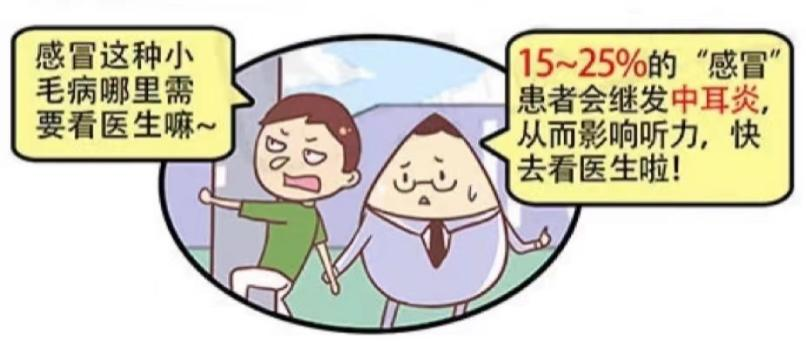 感冒这种小
毛病哪里需
要看医生嘛~
15~25%的“感冒”
患者会继发中耳炎,
从而影响听力, 快
去看医生啦!